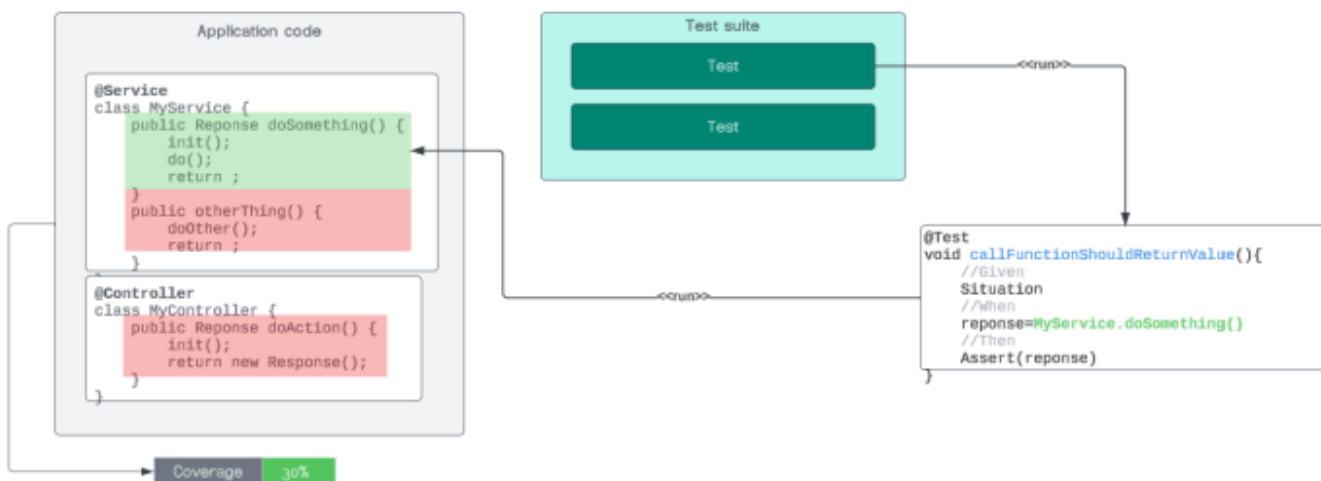 Application code
@Service
class MyService {
public Reponse doSomething() {
init();
do();
return ;
}
public otherThing() {
doOther();
return ;
}
}
@Controller
class MyController {
public Reponse doAction() {
init();
return new Response();
}
}
Coverage 30%
Test suite
Test
Test
<<run>>
<<run>>
@Test
void callFunctionShouldReturnValue(){
//Given
Situation
//When
reponse=MyService.doSomething()
//Then
Assert(reponse)
}